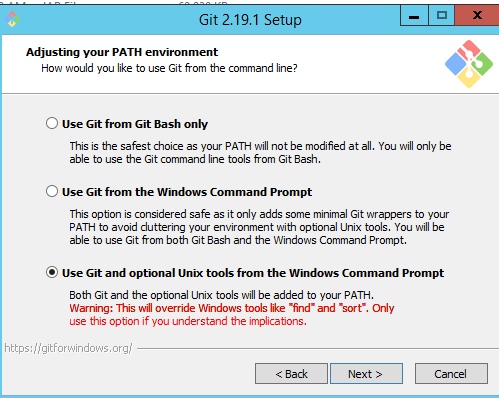 Git 2.19.1 Setup
Adjusting your PATH environment
How would you like to use Git from the command line?
Use Git from Git Bash only
This is the safest choice as your PATH will not be modified at all. You will only be
able to use the Git command line tools from Git Bash.
Use Git from the Windows Command Prompt
This option is considered safe as it only adds some minimal Git wrappers to your
PATH to avoid cluttering your environment with optional Unix tools. You will be
able to use Git from both Git Bash and the Windows Command Prompt.
Use Git and optional Unix tools from the Windows Command Prompt
Both Git and the optional Unix tools will be added to your PATH.
Warning: This will override Windows tools like "find" and "sort". Only
use this option if you understand the implications.
https://gitforwindows.org/
< Back
Next >
Cancel